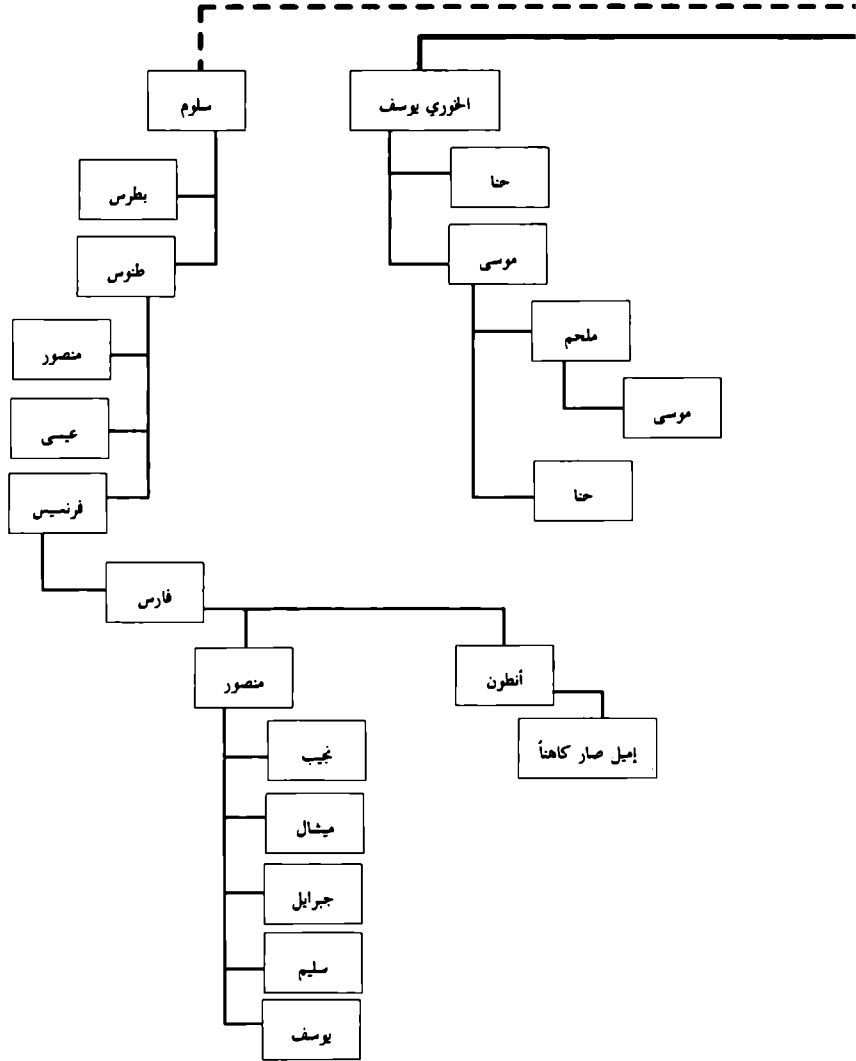 الخوري يوسف
سلوم
حنا
بطرس
موسى
طنوس
ملحم
منصور
موسى
عيسى
حنا
فرنسيس
فارس
أنطون
منصور
إميل صار كاهناً
نجيب
ميشال
جبرايل
سليم
يوسف